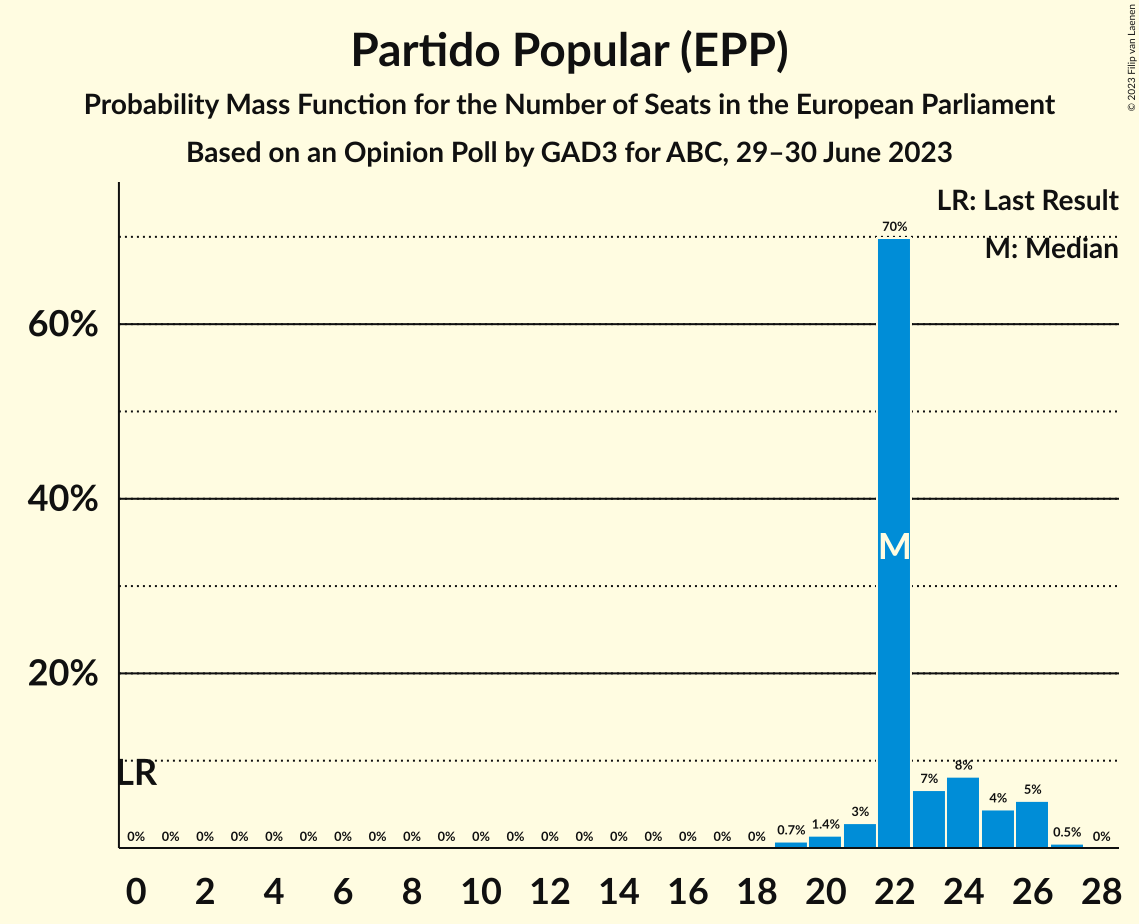 Partido Popular (EPP)
Probability Mass Function for the Number of Seats in the European Parliament
Based on an Opinion Poll by GAD3 for ABC, 29–30 June 2023
© 2023 Filip van Laenen
LR: Last Result
M: Median
70%
60%
40%
20%
M
LR
0% 0% 0% 0% 0% 0% 0% 0% 0% 0% 0% 0% 0% 0% 0% 0% 0% 0% 0% 0.7% 1.4% 3% 7% 8% 4% 5% 0.5% 0%
0 2 4 6 8 10 12 14 16 18 20 22 24 26 28